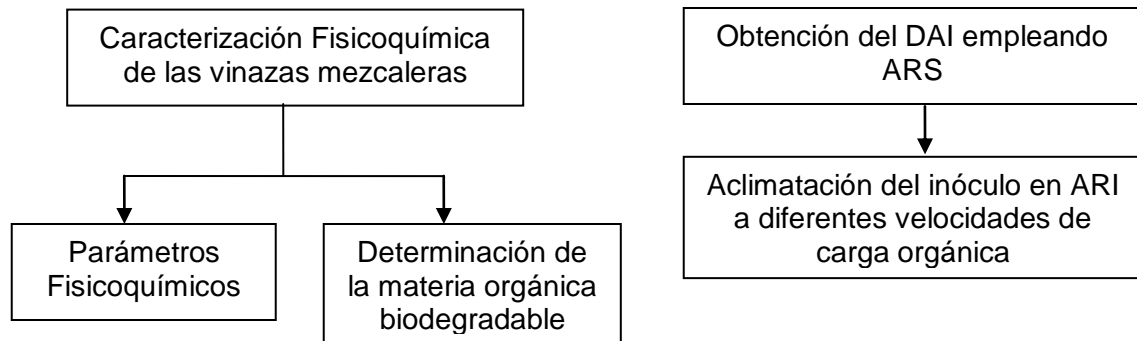 Caracterización Fisicoquímica
de las vinazas mezcaleras
Parámetros
Fisicoquímicos
Determinación de
la materia orgánica
biodegradable
Obtención del DAI empleando
ARS
Aclimatación del inóculo en ARI
a diferentes velocidades de
carga orgánica